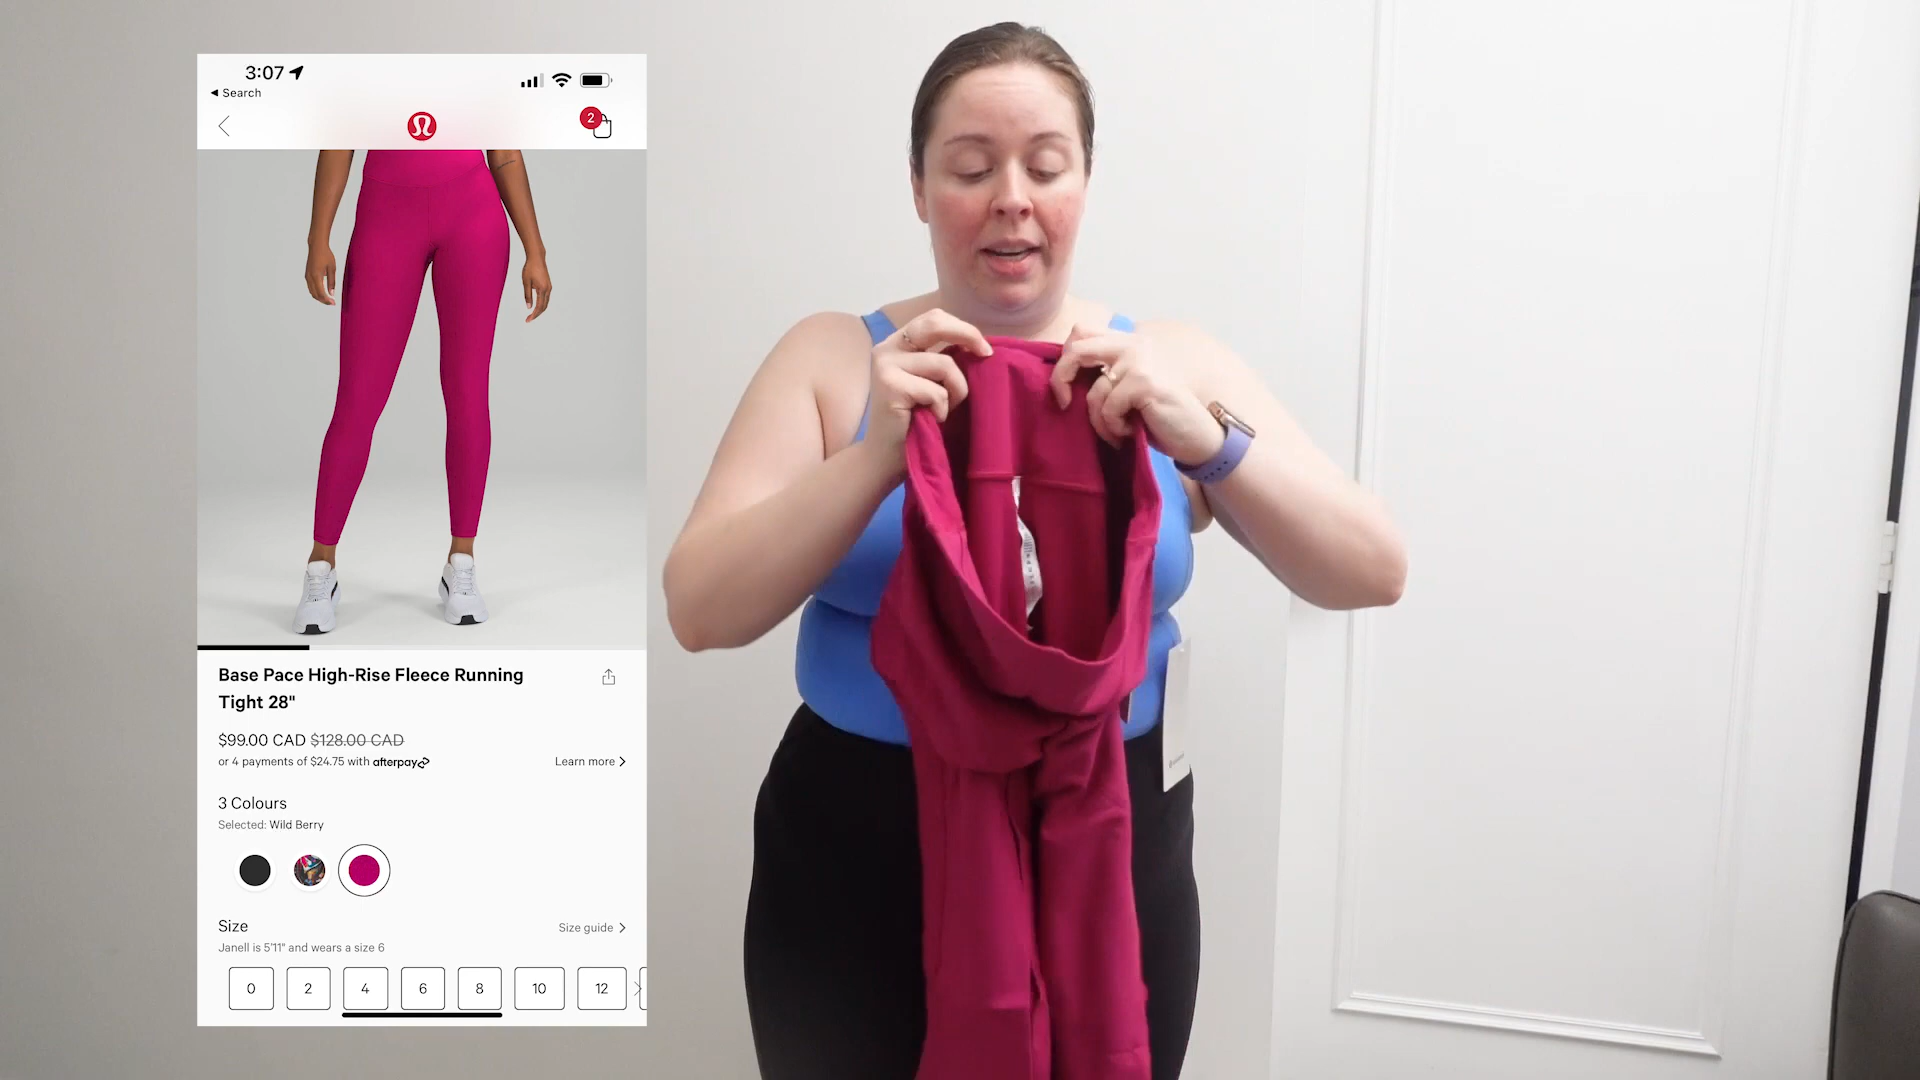 3:07
◀ Search
2
Base Pace High-Rise Fleece Running
Tight 28"
$99.00 CAD $128.00 CAD
or 4 payments of $24.75 with afterpay
Learn more >
3 Colours
Selected: Wild Berry
Size
Size guide >
Janell is 5'11" and wears a size 6
0 2 4 6 8 10 12